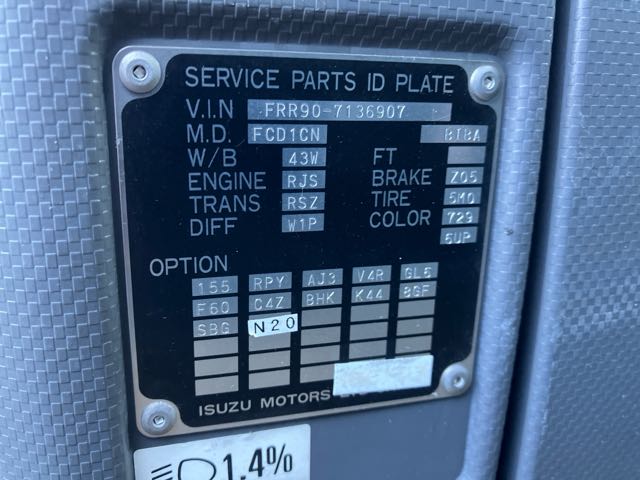 SERVICE PARTS ID PLATE
V.I.N FRR90-7136907
M.D. FCD1CN 8IBA
W/B 43W FT
ENGINE RJS BRAKE Z05
TRANS RSZ TIRE 5M0
DIFF W1P COLOR 729
6UP
OPTION
155 RPY AJ3 V4R GL6
F60 C4Z BHK K44 8GF
SBG N20
ISUZU MOTORS
1.4%